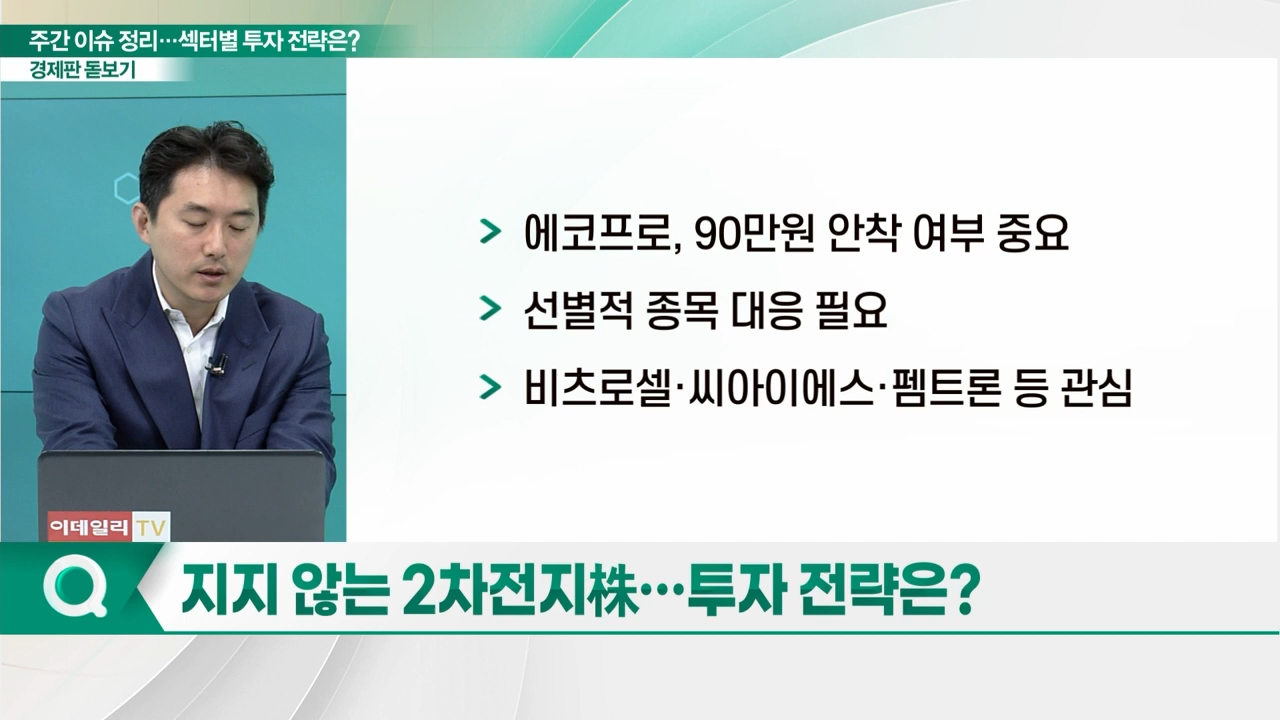 주간 이슈 정리…섹터별 투자 전략은?
경제판 돋보기
> 에코프로, 90만원 안착 여부 중요
> 선별적 종목 대응 필요
> 비츠로셀·씨아이에스·펨트론 등 관심
이데일리 TV
Q 지지 않는 2차전지株…투자 전략은?